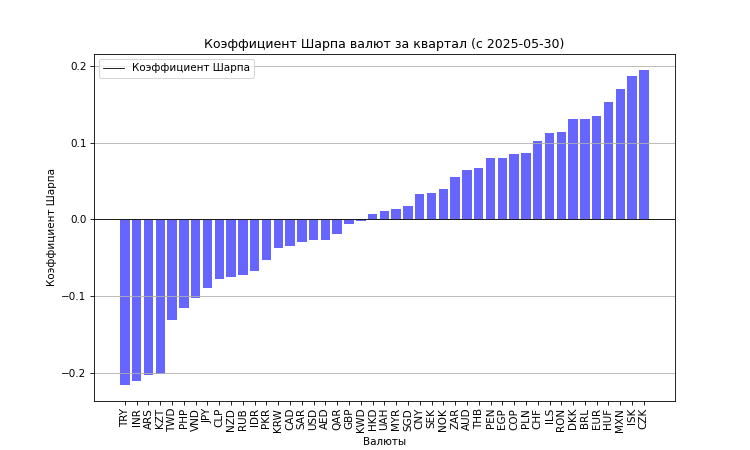 Коэффициент Шарпа валют за квартал (с 2025-05-30)
Коэффициент Шарпа
0.2
0.1
0.0
−0.1
−0.2
Коэффициент Шарпа
TRY INR ARS KZT TWD PHP VND JPY CLP NZD RUB IDR PKR KRW CAD SAR USD AED QAR GBP KWD HKD UAH MYR SGD CNY SEK NOK ZAR AUD THB PEN EGP COP PLN CHF ILS RON DKK BRL EUR HUF MXN ISK CZK
Валюты